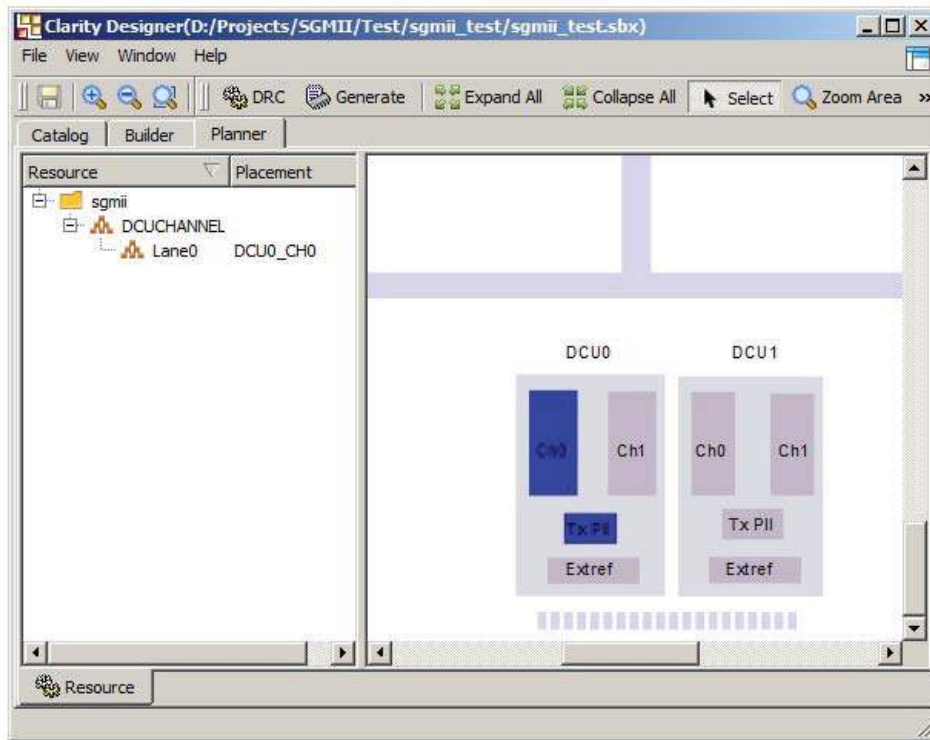 Clarity Designer(D:/Projects/SGMII/Test/sgmii_test/sgmii_test.sbx)
File View Window Help
DRC Generate Expand All Collapse All Select Zoom Area »
Catalog Builder Planner
Resource Placement
sgmii
DCUCHANNEL
Lane0 DCU0_CH0
DCU0 DCU1
Ch0 Ch1 Ch0 Ch1
Tx Pll Tx Pll
Extref Extref
Resource